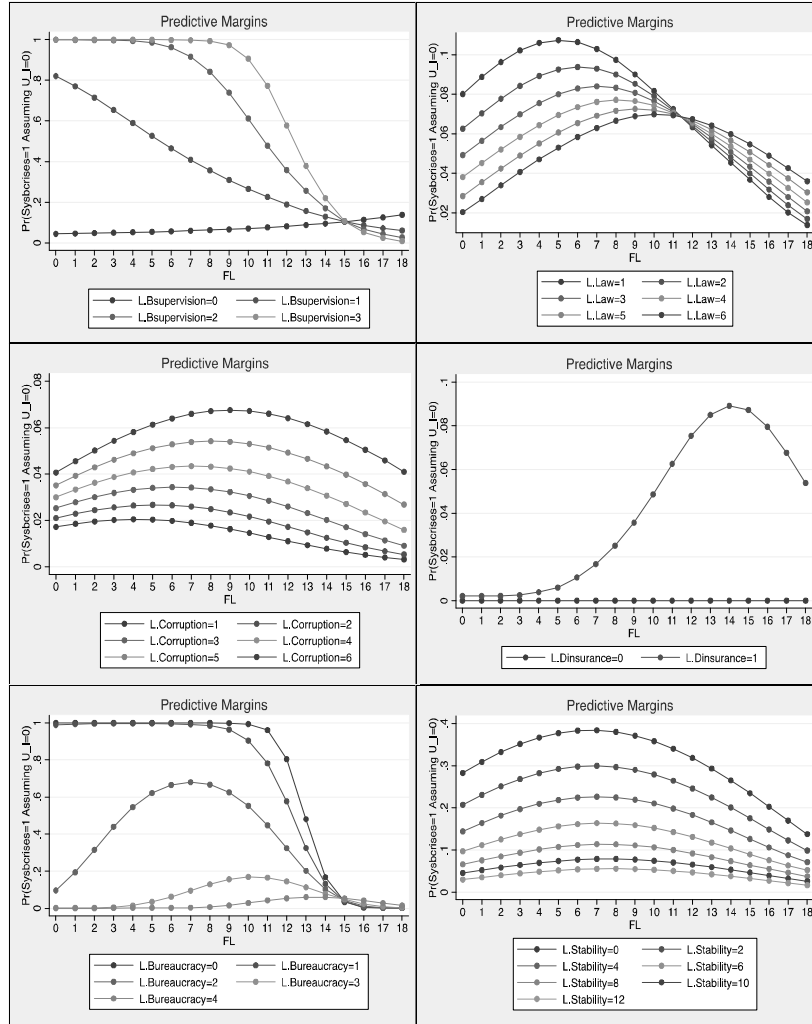 Predictive Margins
Pr(Sysbcrises=1 Assuming U_I=0)
1
.8
.6
.4
.2
0
0 1 2 3 4 5 6 7 8 9 10 11 12 13 14 15 16 17 18
FL
L.Bsupervision=0 L.Bsupervision=1
L.Bsupervision=2 L.Bsupervision=3
Predictive Margins
Pr(Sysbcrises=1 Assuming U_I=0)
.1
.08
.06
.04
.02
0 1 2 3 4 5 6 7 8 9 10 11 12 13 14 15 16 17 18
FL
L.Law=1 L.Law=2
L.Law=3 L.Law=4
L.Law=5 L.Law=6
Predictive Margins
Pr(Sysbcrises=1 Assuming U_I=0)
.08
.06
.04
.02
0
0 1 2 3 4 5 6 7 8 9 10 11 12 13 14 15 16 17 18
FL
L.Corruption=1 L.Corruption=2
L.Corruption=3 L.Corruption=4
L.Corruption=5 L.Corruption=6
Predictive Margins
Pr(Sysbcrises=1 Assuming U_I=0)
.1
.08
.06
.04
.02
0
0 1 2 3 4 5 6 7 8 9 10 11 12 13 14 15 16 17 18
FL
L.Dinsurance=0 L.Dinsurance=1
Predictive Margins
Pr(Sysbcrises=1 Assuming U_I=0)
1
.8
.6
.4
.2
0
0 1 2 3 4 5 6 7 8 9 10 11 12 13 14 15 16 17 18
FL
L.Bureaucracy=0 L.Bureaucracy=1
L.Bureaucracy=2 L.Bureaucracy=3
L.Bureaucracy=4
Predictive Margins
Pr(Sysbcrises=1 Assuming U_I=0)
0.4
.3
.2
.1
0
0 1 2 3 4 5 6 7 8 9 10 11 12 13 14 15 16 17 18
FL
L.Stability=0 L.Stability=2
L.Stability=4 L.Stability=6
L.Stability=8 L.Stability=10
L.Stability=12